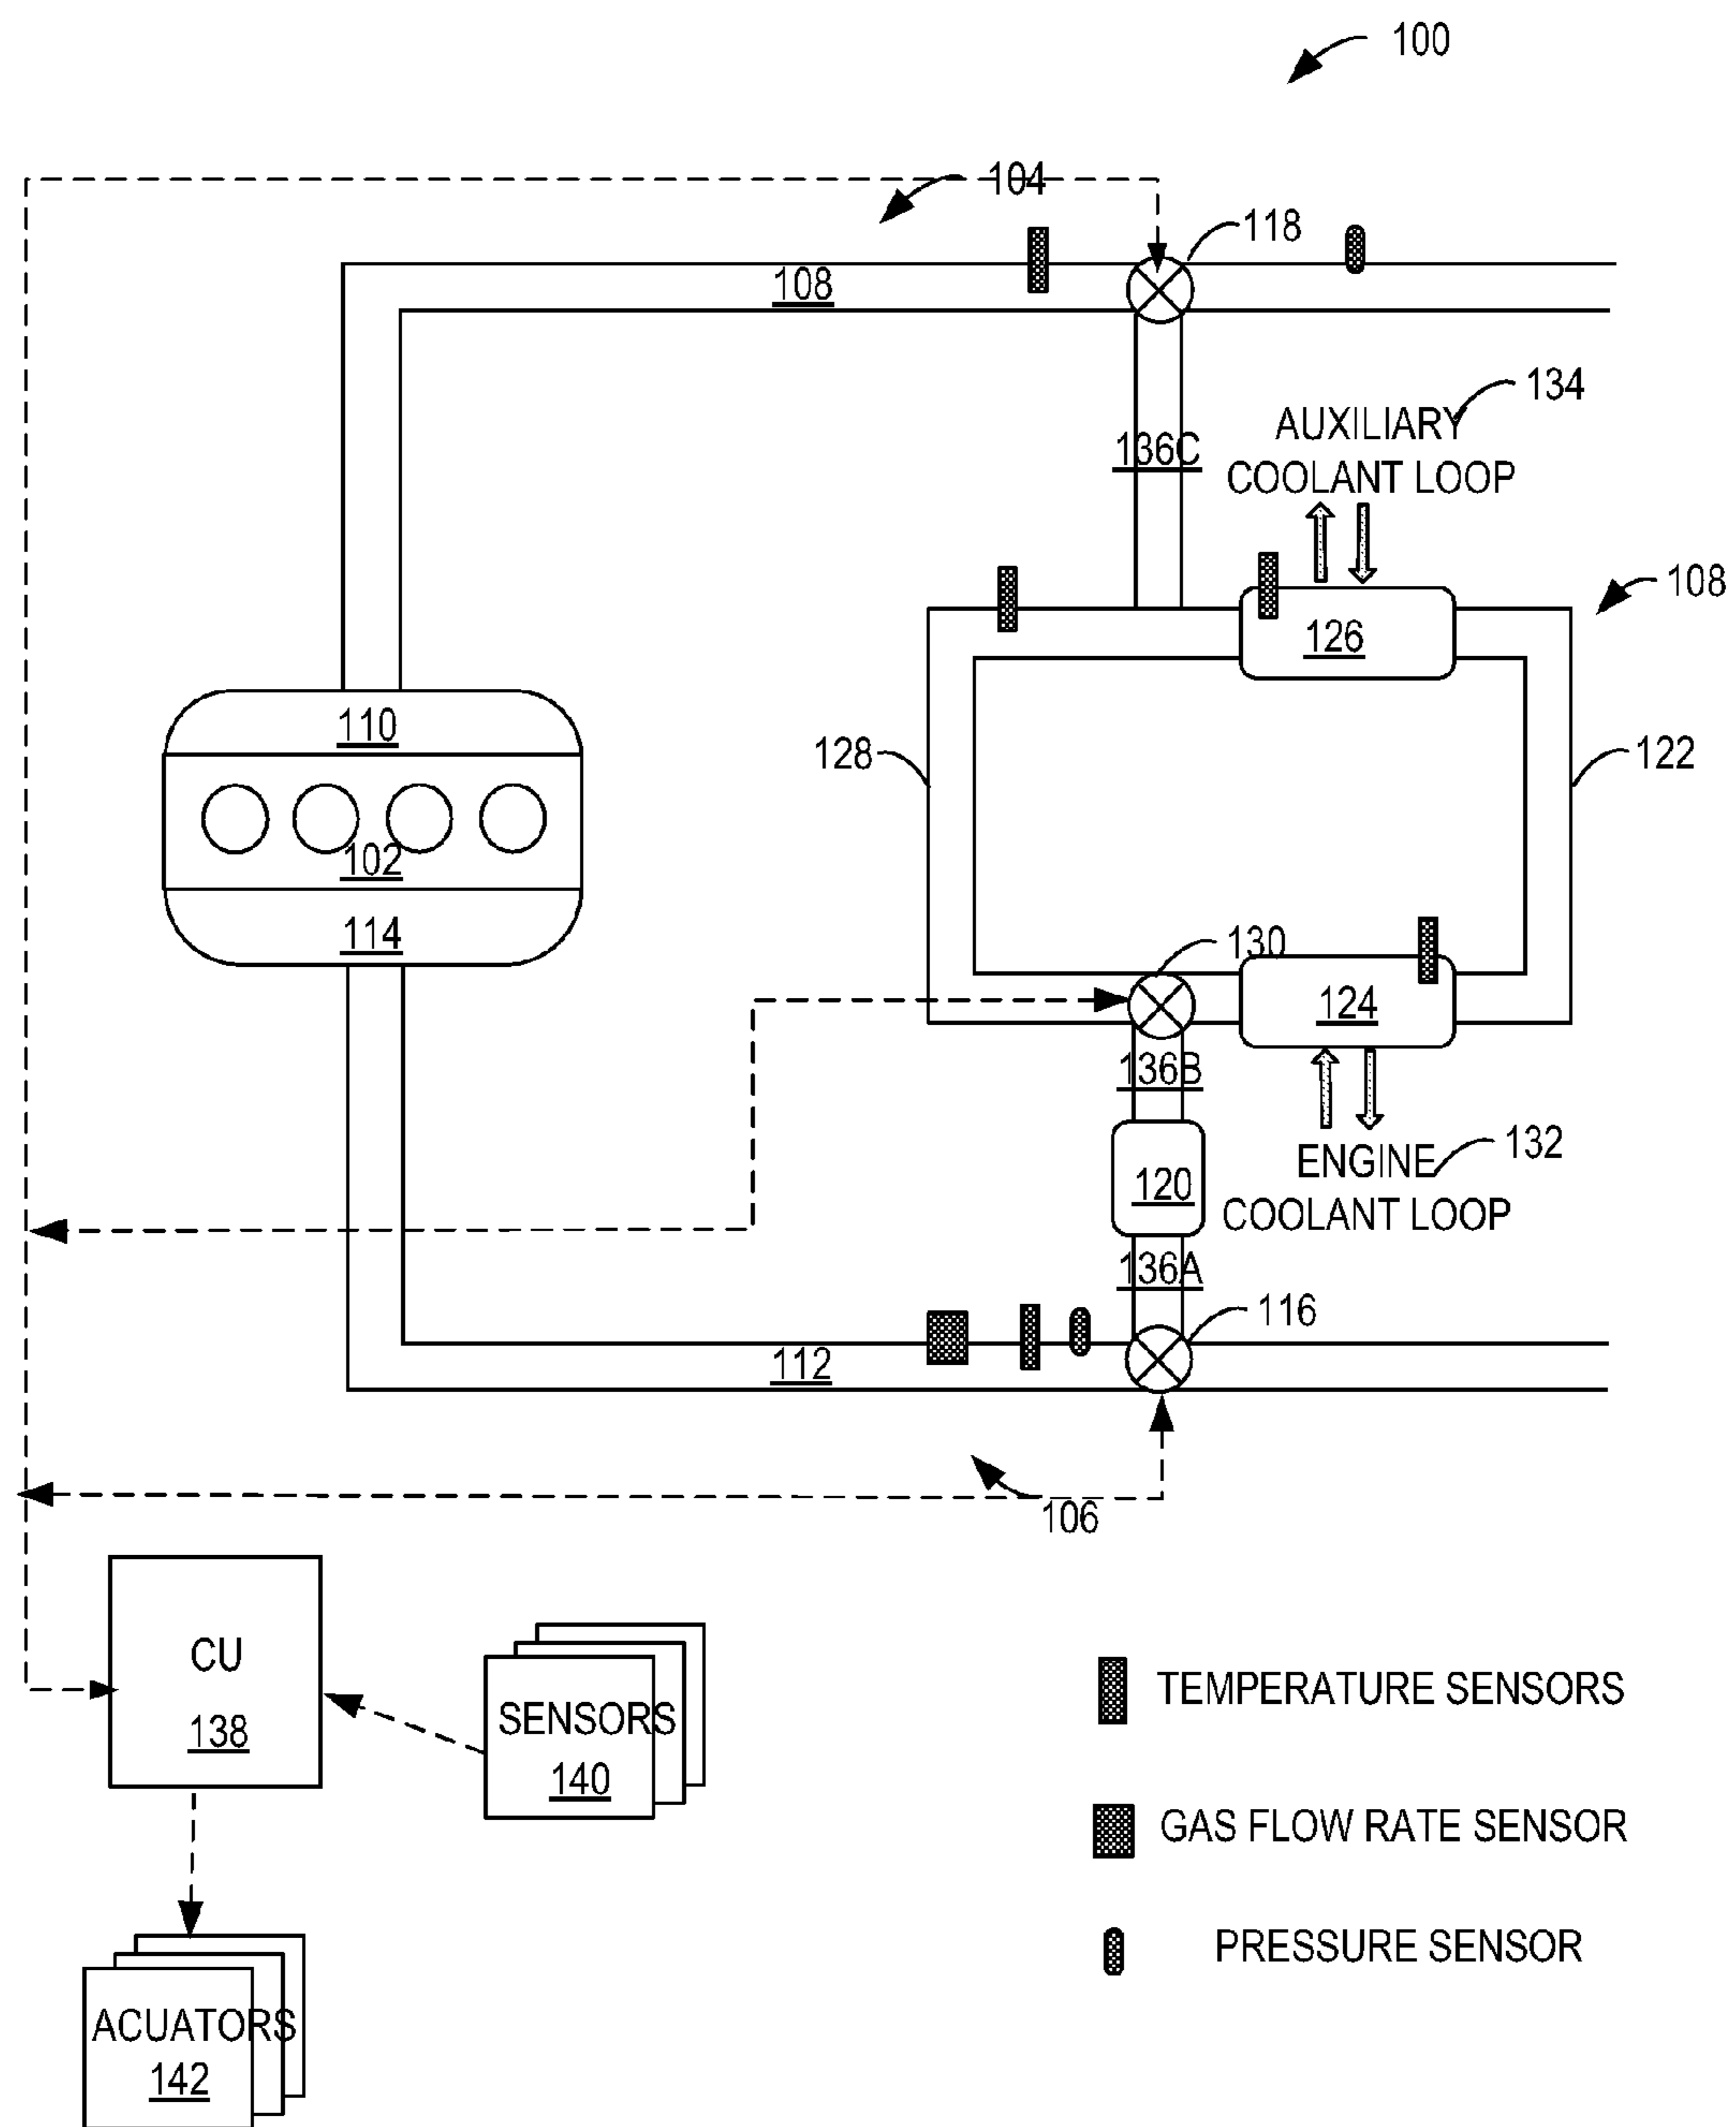 100
104
118
108
134
AUXILIARY
COOLANT LOOP
136C
108
126
110
128
122
102
114
130
124
136B
132
ENGINE
COOLANT LOOP
120
136A
116
112
106
CU
138
SENSORS
140
TEMPERATURE SENSORS
GAS FLOW RATE SENSOR
PRESSURE SENSOR
ACUATORS
142